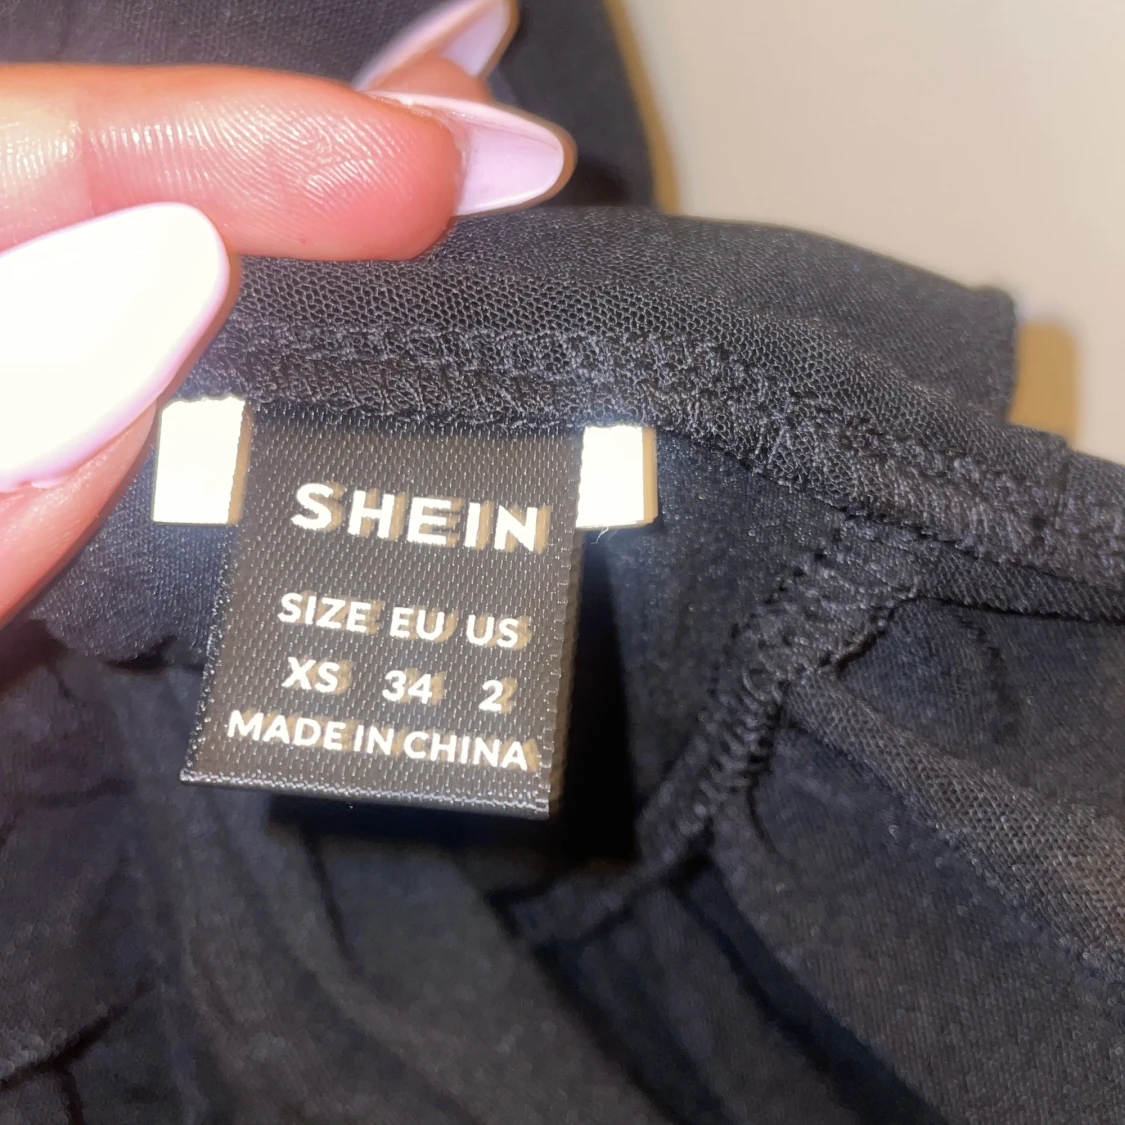 SHEIN
SIZE EU US
XS 34 2
MADE IN CHINA